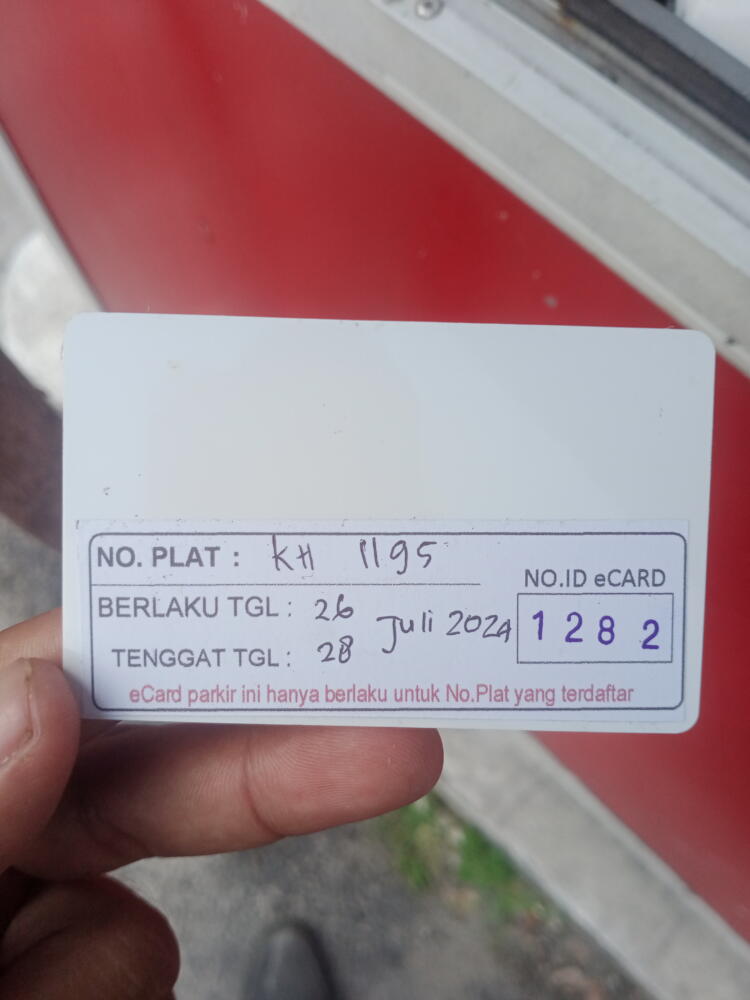 NO. PLAT : KH 1195
NO.ID eCARD
BERLAKU TGL : 26 Juli 2024
1282
TENGGAT TGL : 28
eCard parkir ini hanya berlaku untuk No.Plat yang terdaftar